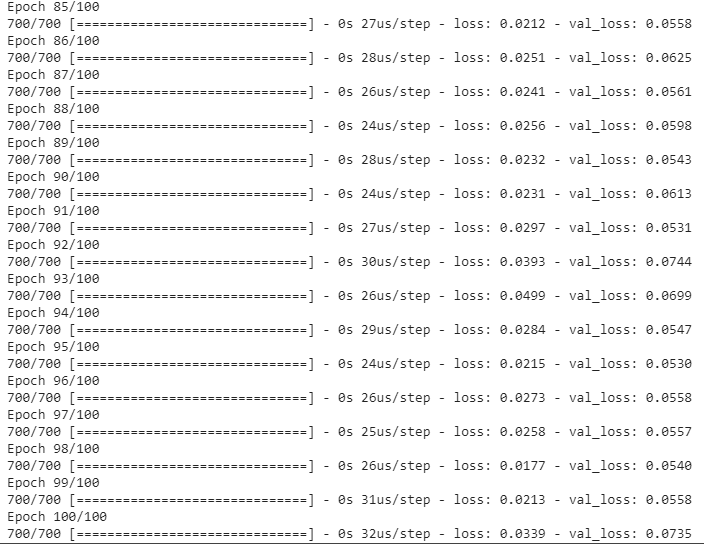 Epoch 85/100
700/700 [==============================] - 0s 27us/step - loss: 0.0212 - val_loss: 0.0558
Epoch 86/100
700/700 [==============================] - 0s 28us/step - loss: 0.0251 - val_loss: 0.0625
Epoch 87/100
700/700 [==============================] - 0s 26us/step - loss: 0.0241 - val_loss: 0.0561
Epoch 88/100
700/700 [==============================] - 0s 24us/step - loss: 0.0256 - val_loss: 0.0598
Epoch 89/100
700/700 [==============================] - 0s 28us/step - loss: 0.0232 - val_loss: 0.0543
Epoch 90/100
700/700 [==============================] - 0s 24us/step - loss: 0.0231 - val_loss: 0.0613
Epoch 91/100
700/700 [==============================] - 0s 27us/step - loss: 0.0297 - val_loss: 0.0531
Epoch 92/100
700/700 [==============================] - 0s 30us/step - loss: 0.0393 - val_loss: 0.0744
Epoch 93/100
700/700 [==============================] - 0s 26us/step - loss: 0.0499 - val_loss: 0.0699
Epoch 94/100
700/700 [==============================] - 0s 29us/step - loss: 0.0284 - val_loss: 0.0547
Epoch 95/100
700/700 [==============================] - 0s 24us/step - loss: 0.0215 - val_loss: 0.0530
Epoch 96/100
700/700 [==============================] - 0s 26us/step - loss: 0.0273 - val_loss: 0.0558
Epoch 97/100
700/700 [==============================] - 0s 25us/step - loss: 0.0258 - val_loss: 0.0557
Epoch 98/100
700/700 [==============================] - 0s 26us/step - loss: 0.0177 - val_loss: 0.0540
Epoch 99/100
700/700 [==============================] - 0s 31us/step - loss: 0.0213 - val_loss: 0.0558
Epoch 100/100
700/700 [==============================] - 0s 32us/step - loss: 0.0339 - val_loss: 0.0735